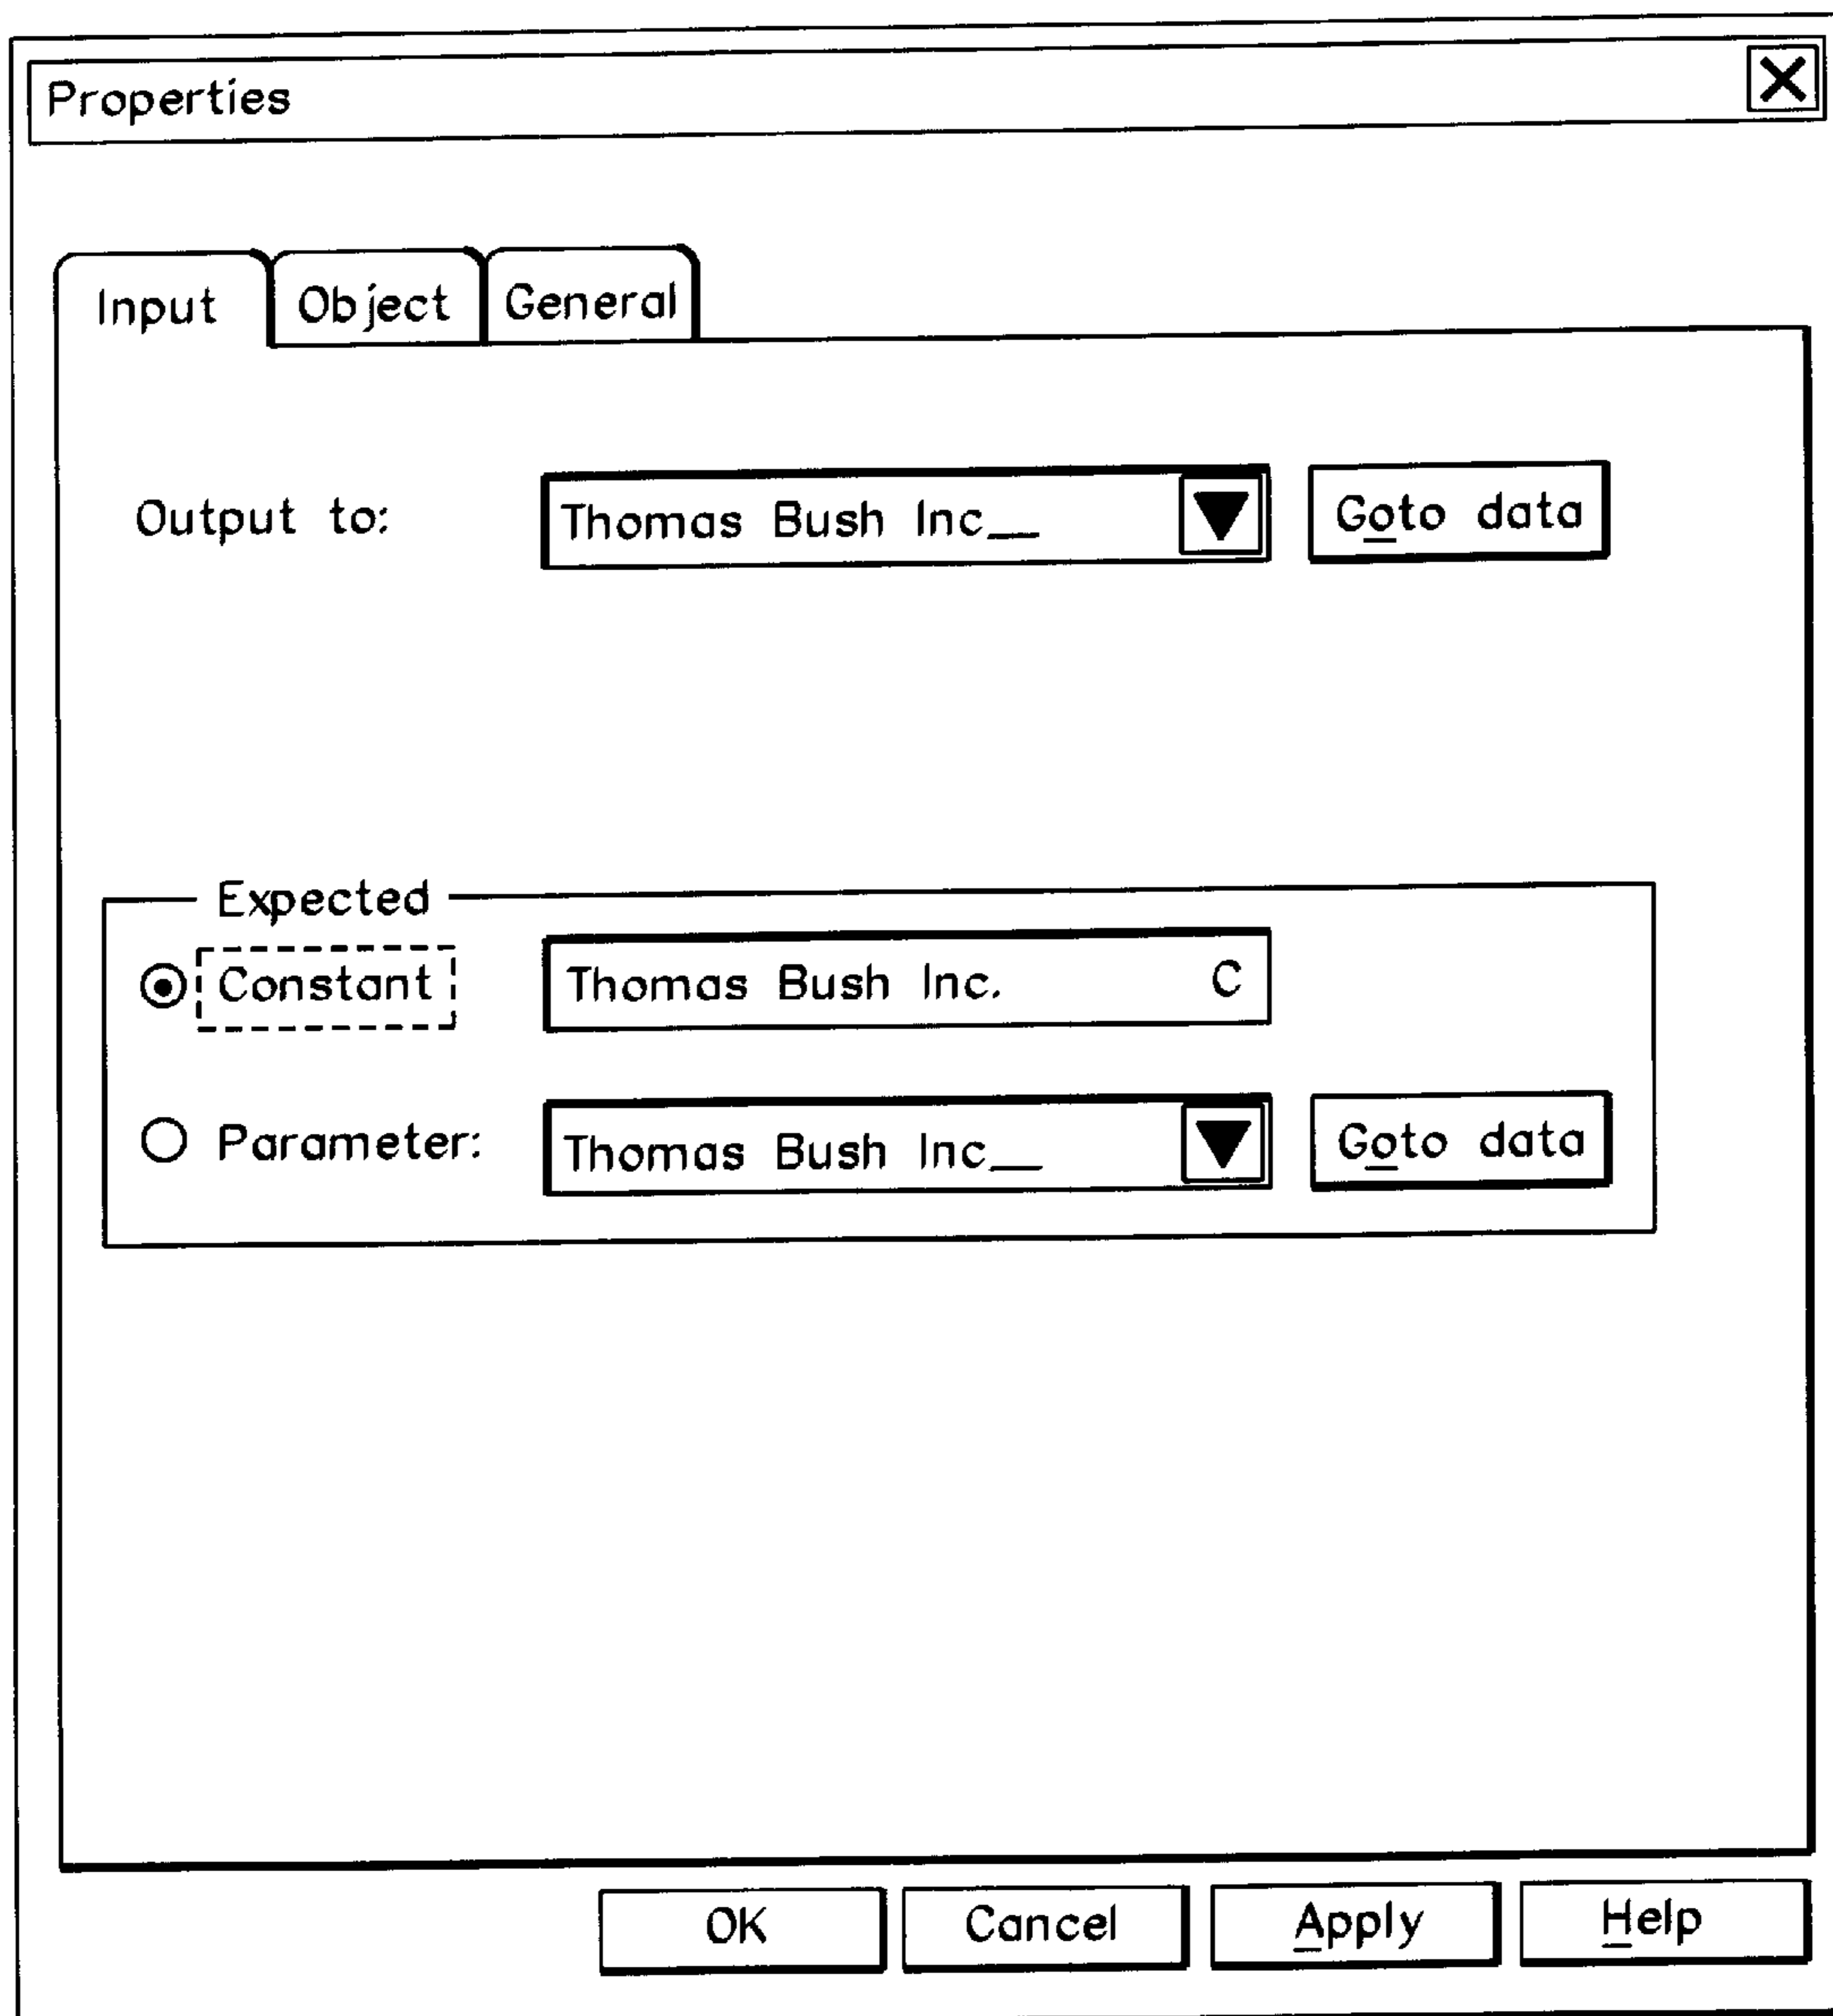 Properties
Input Object General
Output to: Thomas Bush Inc__ Goto data
Expected
Constant Thomas Bush Inc. C
Parameter: Thomas Bush Inc__ Goto data
OK Cancel Apply Help